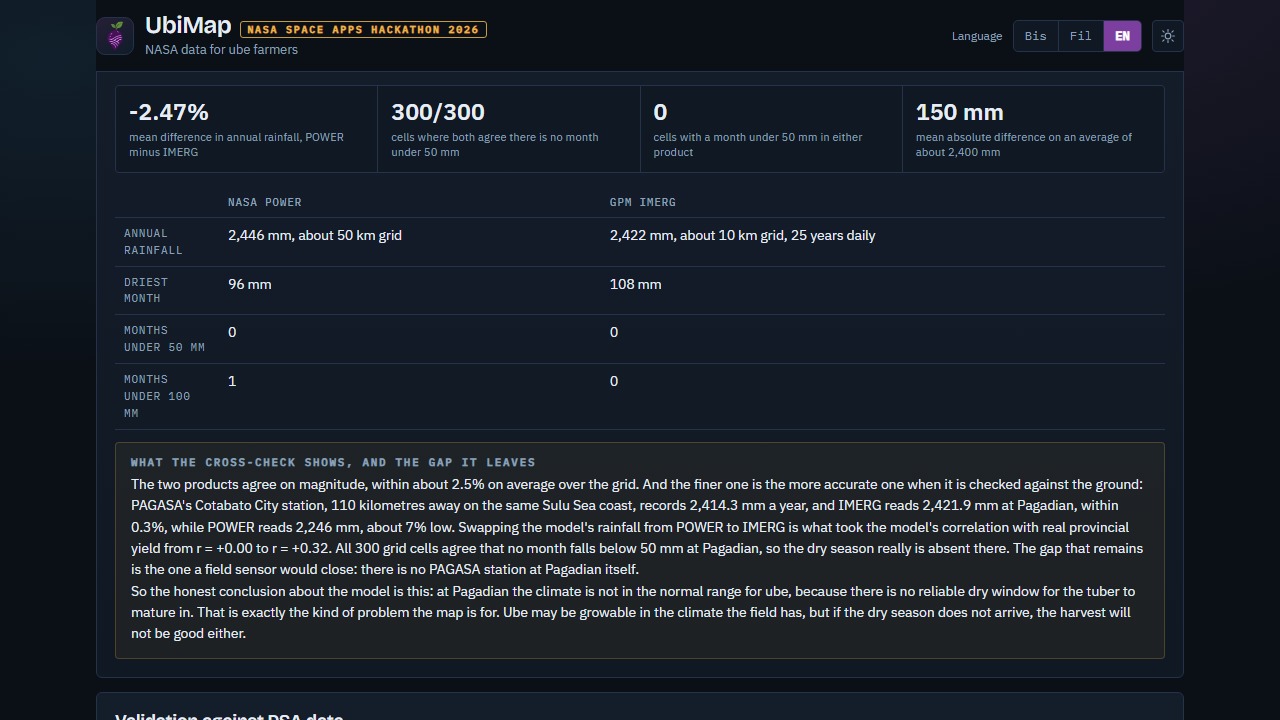 UbiMap NASA SPACE APPS HACKATHON 2026
NASA data for ube farmers
Language Bis Fil EN
-2.47%
mean difference in annual rainfall, POWER
minus IMERG
300/300
cells where both agree there is no month
under 50 mm
0
cells with a month under 50 mm in either
product
150 mm
mean absolute difference on an average of
about 2,400 mm
NASA POWER GPM IMERG
ANNUAL
RAINFALL
2,446 mm, about 50 km grid 2,422 mm, about 10 km grid, 25 years daily
DRIEST
MONTH
96 mm 108 mm
MONTHS
UNDER 50 MM
0 0
MONTHS
UNDER 100
MM
1 0
WHAT THE CROSS-CHECK SHOWS, AND THE GAP IT LEAVES
The two products agree on magnitude, within about 2.5% on average over the grid. And the finer one is the more accurate one when it is checked against the ground:
PAGASA's Cotabato City station, 110 kilometres away on the same Sulu Sea coast, records 2,414.3 mm a year, and IMERG reads 2,421.9 mm at Pagadian, within
0.3%, while POWER reads 2,246 mm, about 7% low. Swapping the model's rainfall from POWER to IMERG is what took the model's correlation with real provincial
yield from r = +0.00 to r = +0.32. All 300 grid cells agree that no month falls below 50 mm at Pagadian, so the dry season really is absent there. The gap that remains
is the one a field sensor would close: there is no PAGASA station at Pagadian itself.
So the honest conclusion about the model is this: at Pagadian the climate is not in the normal range for ube, because there is no reliable dry window for the tuber to
mature in. That is exactly the kind of problem the map is for. Ube may be growable in the climate the field has, but if the dry season does not arrive, the harvest will
not be good either.
Validation against PSA data